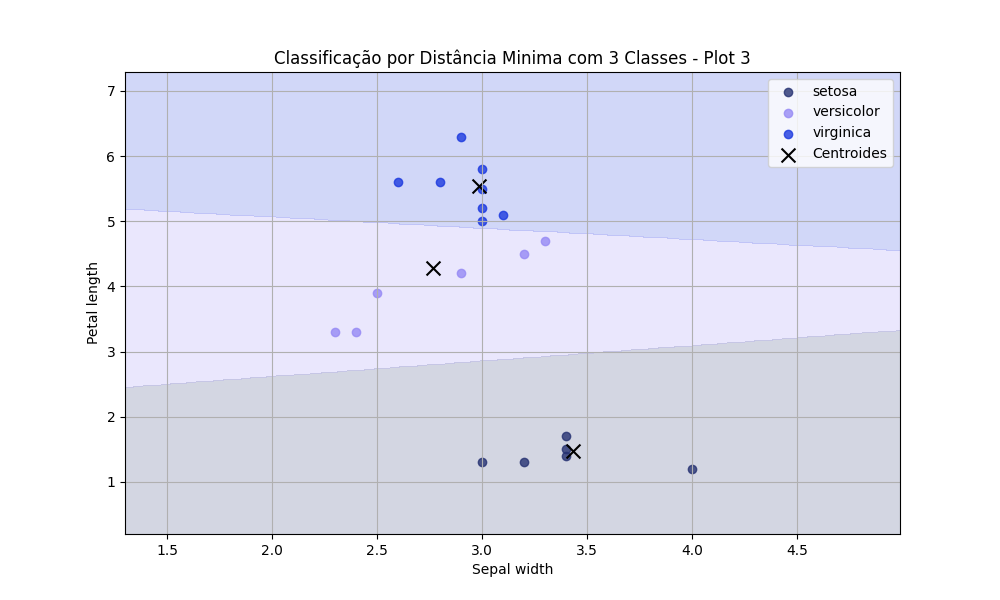 Classificação por Distância Minima com 3 Classes - Plot 3
setosa
versicolor
virginica
Centroides
Petal length
7
6
5
4
3
2
1
1.5 2.0 2.5 3.0 3.5 4.0 4.5
Sepal width